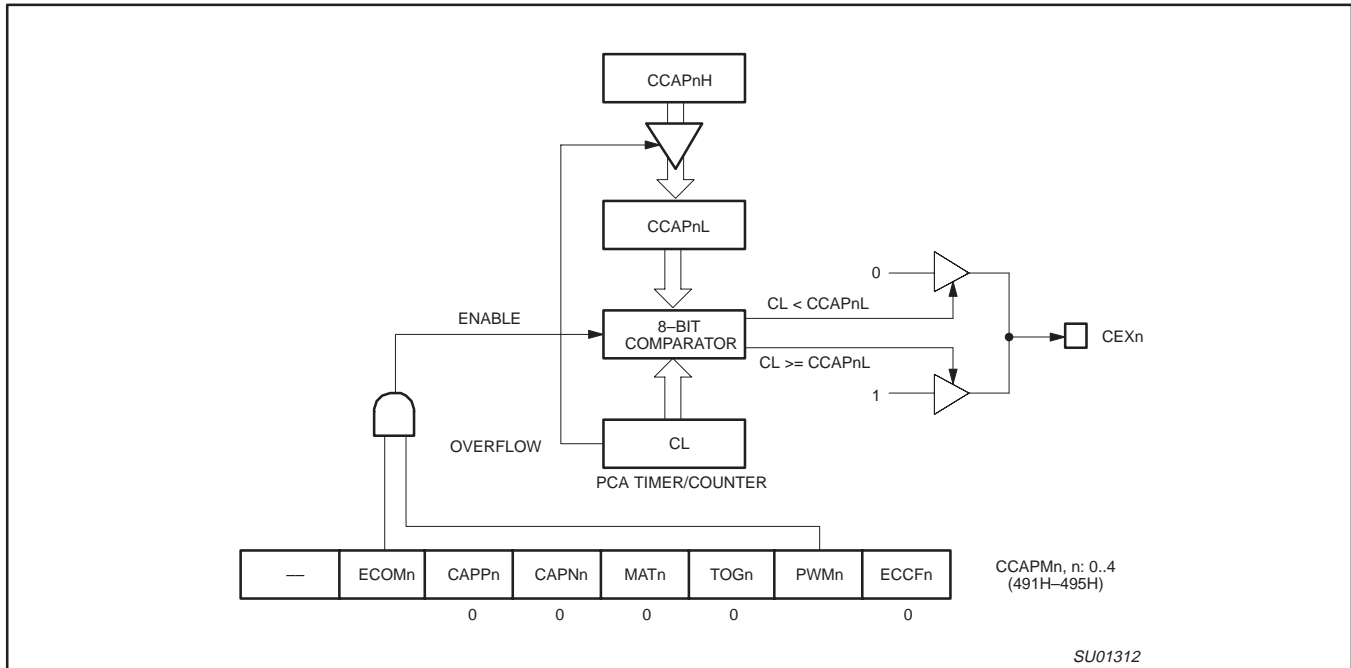 CCAPnH
CCAPnL
0
CL < CCAPnL
ENABLE
8–BIT
COMPARATOR
CEXn
CL >= CCAPnL
1
OVERFLOW
CL
PCA TIMER/COUNTER
— ECOMn CAPPn CAPNn MATn TOGn PWMn ECCFn
CCAPMn, n: 0..4
(491H–495H)
0 0 0 0 0
SU01312